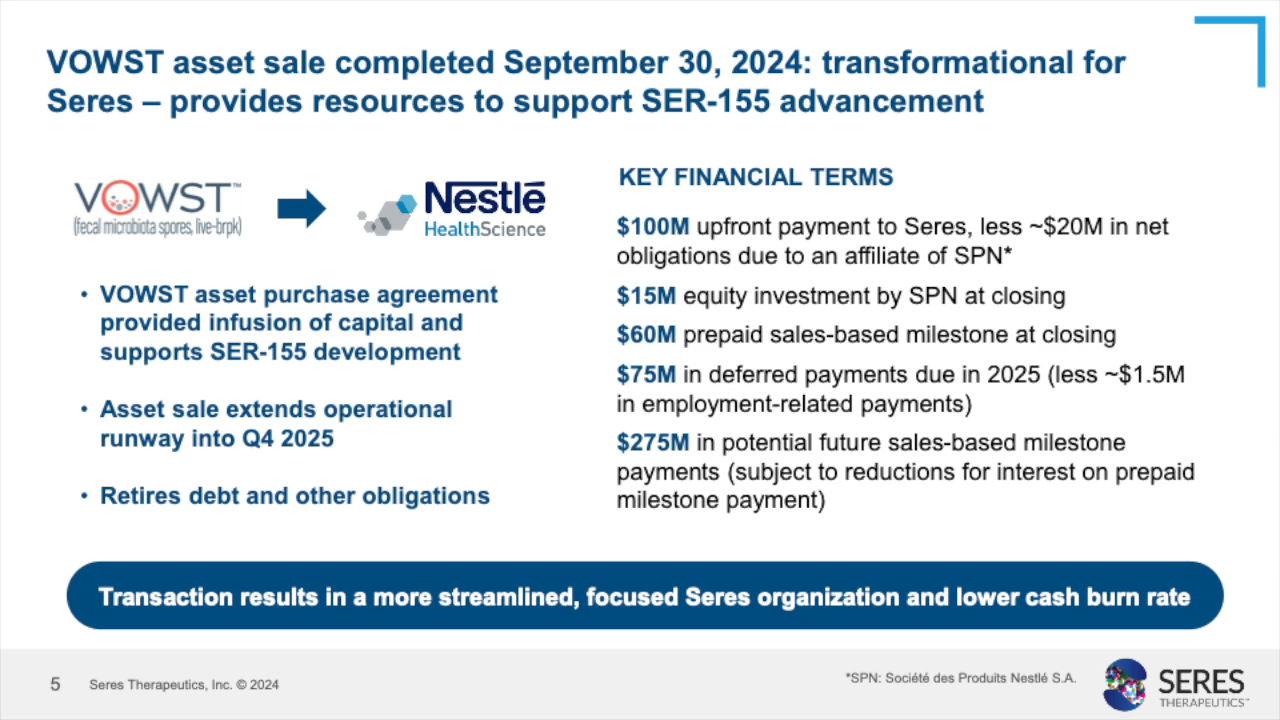 VOWST asset sale completed September 30, 2024: transformational for
Seres – provides resources to support SER-155 advancement
VOWST™
(fecal microbiota spores, live-brpk)
Nestlé
HealthScience
• VOWST asset purchase agreement
provided infusion of capital and
supports SER-155 development
• Asset sale extends operational
runway into Q4 2025
• Retires debt and other obligations
KEY FINANCIAL TERMS
$100M upfront payment to Seres, less ~$20M in net
obligations due to an affiliate of SPN*
$15M equity investment by SPN at closing
$60M prepaid sales-based milestone at closing
$75M in deferred payments due in 2025 (less ~$1.5M
in employment-related payments)
$275M in potential future sales-based milestone
payments (subject to reductions for interest on prepaid
milestone payment)
Transaction results in a more streamlined, focused Seres organization and lower cash burn rate
5
Seres Therapeutics, Inc. © 2024
*SPN: Société des Produits Nestlé S.A.
SERES
THERAPEUTICS™